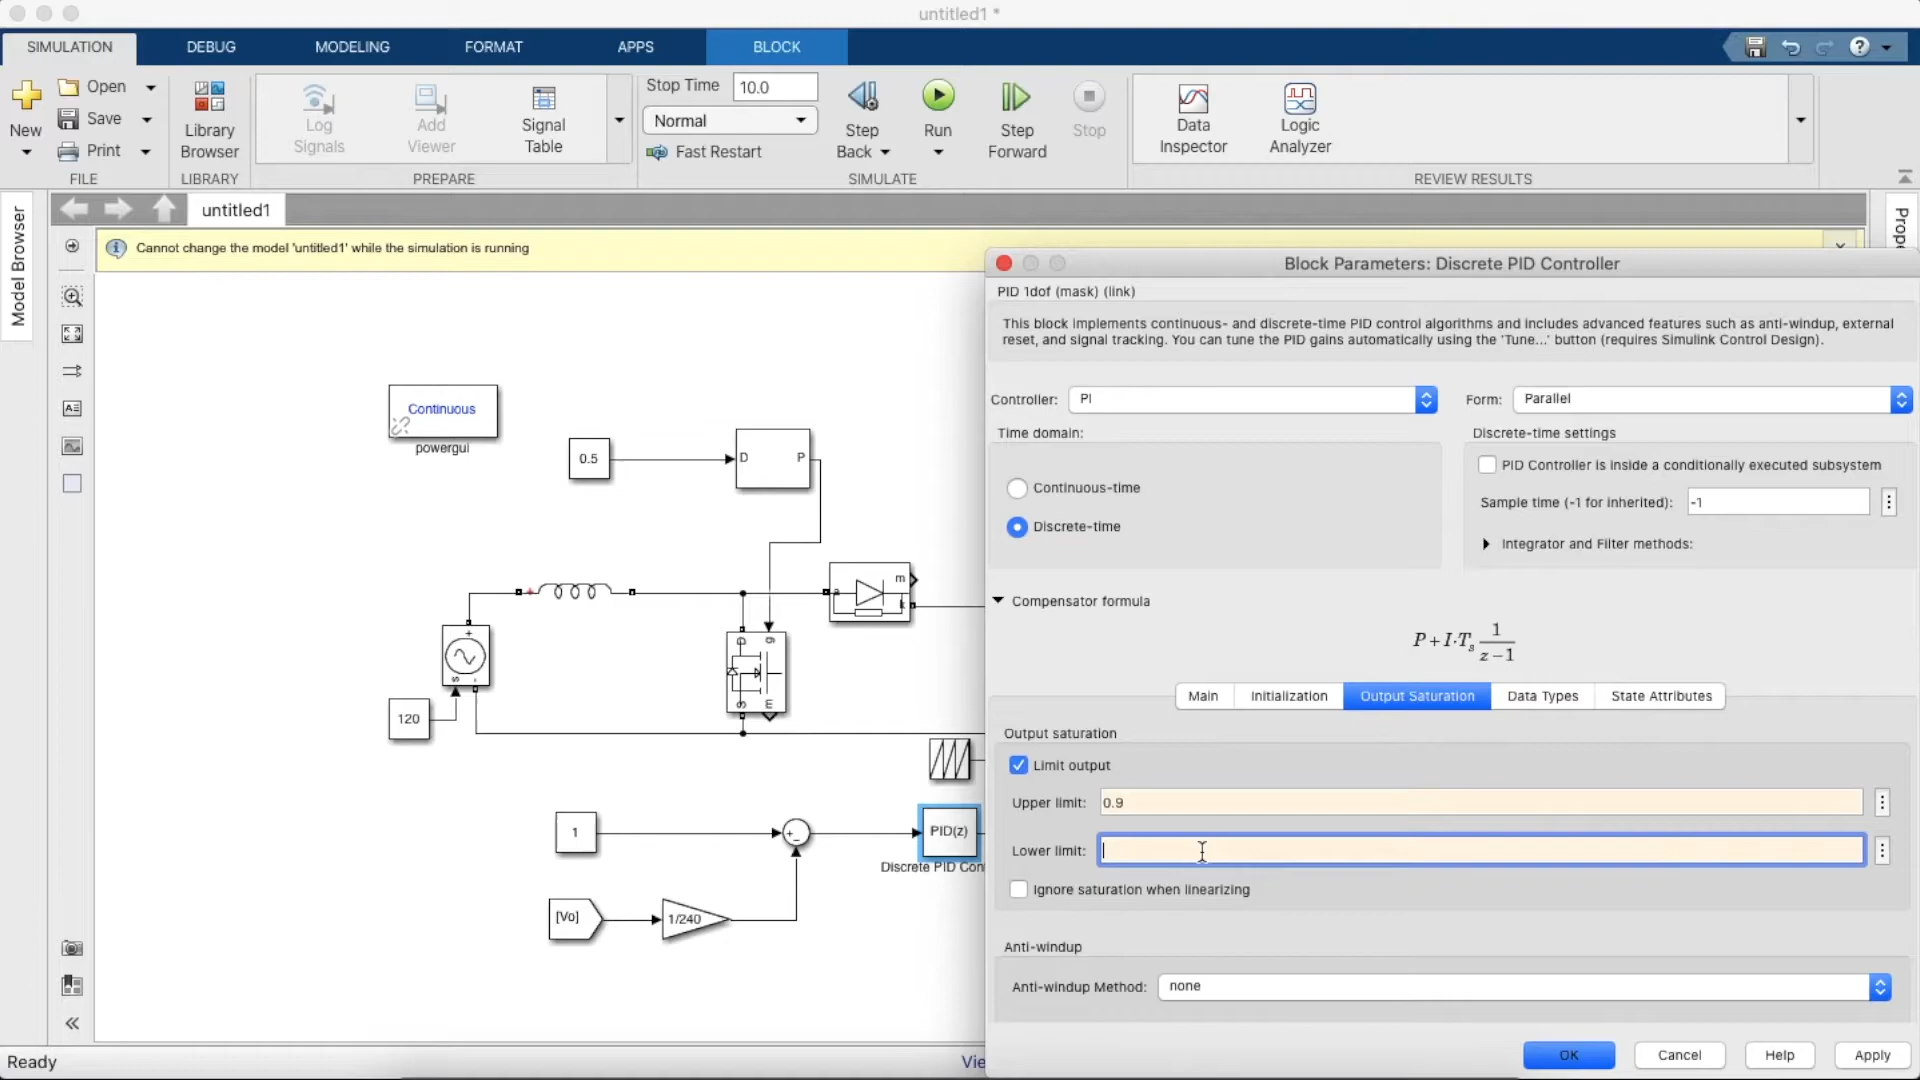 untitled1 *
SIMULATION DEBUG MODELING FORMAT APPS BLOCK
New
Open
Save
Print
FILE
Library
Browser
LIBRARY
Log
Signals
Add
Viewer
Signal
Table
PREPARE
Stop Time 10.0
Normal
Fast Restart
Step
Back
Run
Step
Forward
Stop
SIMULATE
Data
Inspector
Logic
Analyzer
REVIEW RESULTS
Model Browser
untitled1
Cannot change the model 'untitled1' while the simulation is running
Continuous
powergui
0.5
D P
m
a
k
+
s
-
120
D g
S m
1
+
-
PID(z)
Discrete PID Con
[Vo]
1/240
Block Parameters: Discrete PID Controller
PID 1dof (mask) (link)
This block implements continuous- and discrete-time PID control algorithms and includes advanced features such as anti-windup, external
reset, and signal tracking. You can tune the PID gains automatically using the 'Tune...' button (requires Simulink Control Design).
Controller: PI
Form: Parallel
Time domain:
Continuous-time
Discrete-time
Discrete-time settings
PID Controller is inside a conditionally executed subsystem
Sample time (-1 for inherited): -1
Integrator and Filter methods:
Compensator formula
P + I·Ts 1/(z−1)
Main Initialization Output Saturation Data Types State Attributes
Output saturation
Limit output
Upper limit: 0.9
Lower limit:
Ignore saturation when linearizing
Anti-windup
Anti-windup Method: none
OK Cancel Help Apply
Ready
Vie
Prope